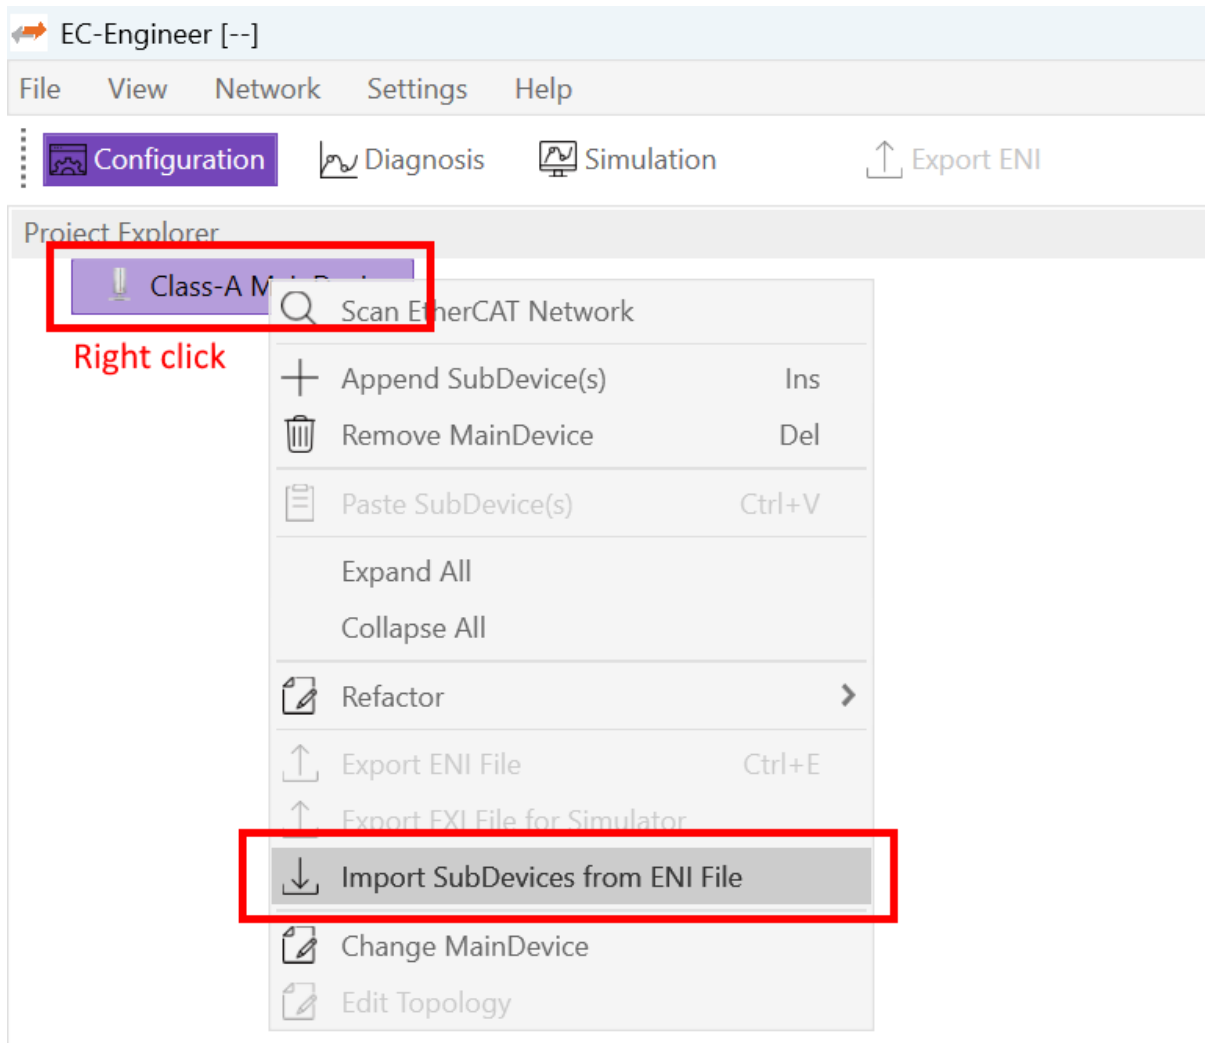 EC-Engineer [--]
File View Network Settings Help
Configuration Diagnosis Simulation Export ENI
Project Explorer
Class-A
Scan EtherCAT Network
Right click
Append SubDevice(s) Ins
Remove MainDevice Del
Paste SubDevice(s) Ctrl+V
Expand All
Collapse All
Refactor
Export ENI File Ctrl+E
Export EXI File for Simulator
Import SubDevices from ENI File
Change MainDevice
Edit Topology